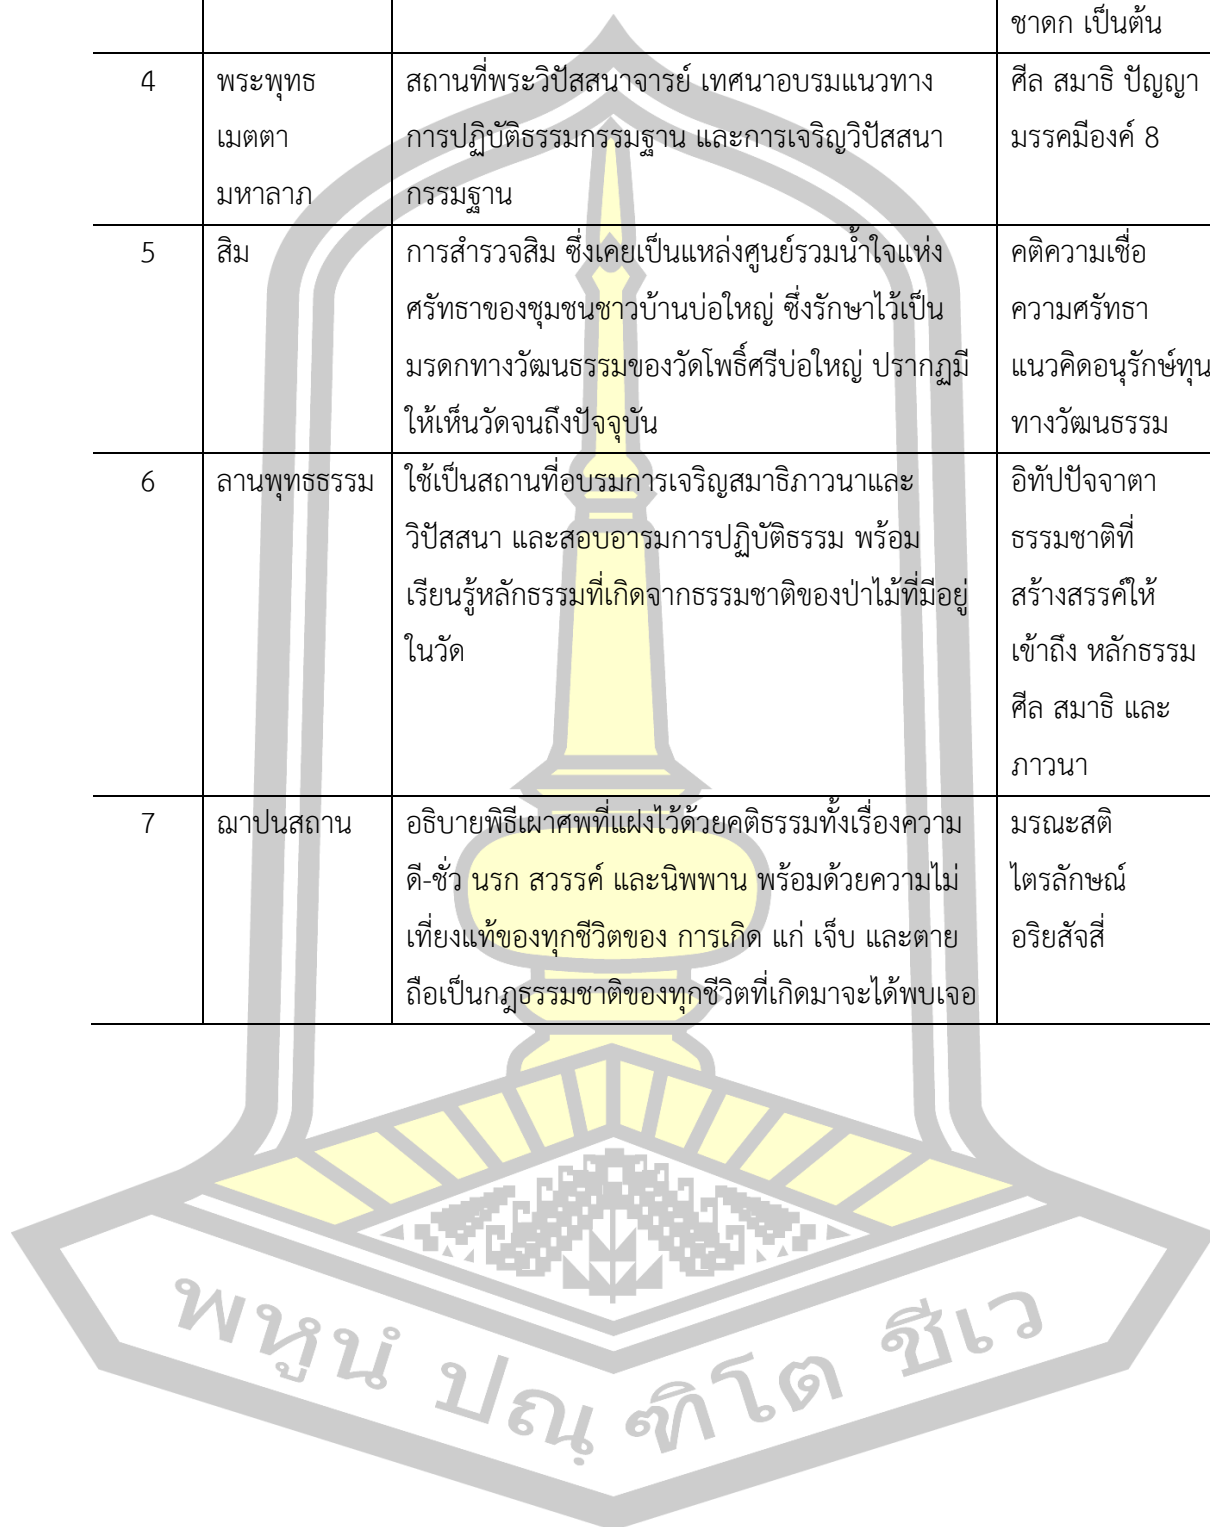 ชาดก เป็นต้น
4 พระพุทธ สถานที่พระวิปัสสนาจารย์ เทศนาอบรมแนวทาง ศีล สมาธิ ปัญญา
เมตตา การปฏิบัติธรรมกรรมฐาน และการเจริญวิปัสสนา มรรคมีองค์ 8
มหาลาภ กรรมฐาน
5 สิม การสำรวจสิม ซึ่งเคยเป็นแหล่งศูนย์รวมน้ำใจแห่ง คติความเชื่อ
ศรัทธาของชุมชนชาวบ้านบ่อใหญ่ ซึ่งรักษาไว้เป็น ความศรัทธา
มรดกทางวัฒนธรรมของวัดโพธิ์ศรีบ่อใหญ่ ปรากฏมี แนวคิดอนุรักษ์ทุน
ให้เห็นวัดจนถึงปัจจุบัน ทางวัฒนธรรม
6 ลานพุทธธรรม ใช้เป็นสถานที่อบรมการเจริญสมาธิภาวนาและ อิทัปปัจจาตา
วิปัสสนา และสอบอารมการปฏิบัติธรรม พร้อม ธรรมชาติที่
เรียนรู้หลักธรรมที่เกิดจากธรรมชาติของป่าไม้ที่มีอยู่ สร้างสรรค์ให้
ในวัด เข้าถึง หลักธรรม
ศีล สมาธิ และ
ภาวนา
7 ฌาปนสถาน อธิบายพิธีเผาศพที่แฝงไว้ด้วยคติธรรมทั้งเรื่องความ มรณะสติ
ดี-ชั่ว นรก สวรรค์ และนิพพาน พร้อมด้วยความไม่ ไตรลักษณ์
เที่ยงแท้ของทุกชีวิตของ การเกิด แก่ เจ็บ และตาย อริยสัจสี่
ถือเป็นกฎธรรมชาติของทุกชีวิตที่เกิดมาจะได้พบเจอ
พหูนํ ปณฺฑิโต ชีเว